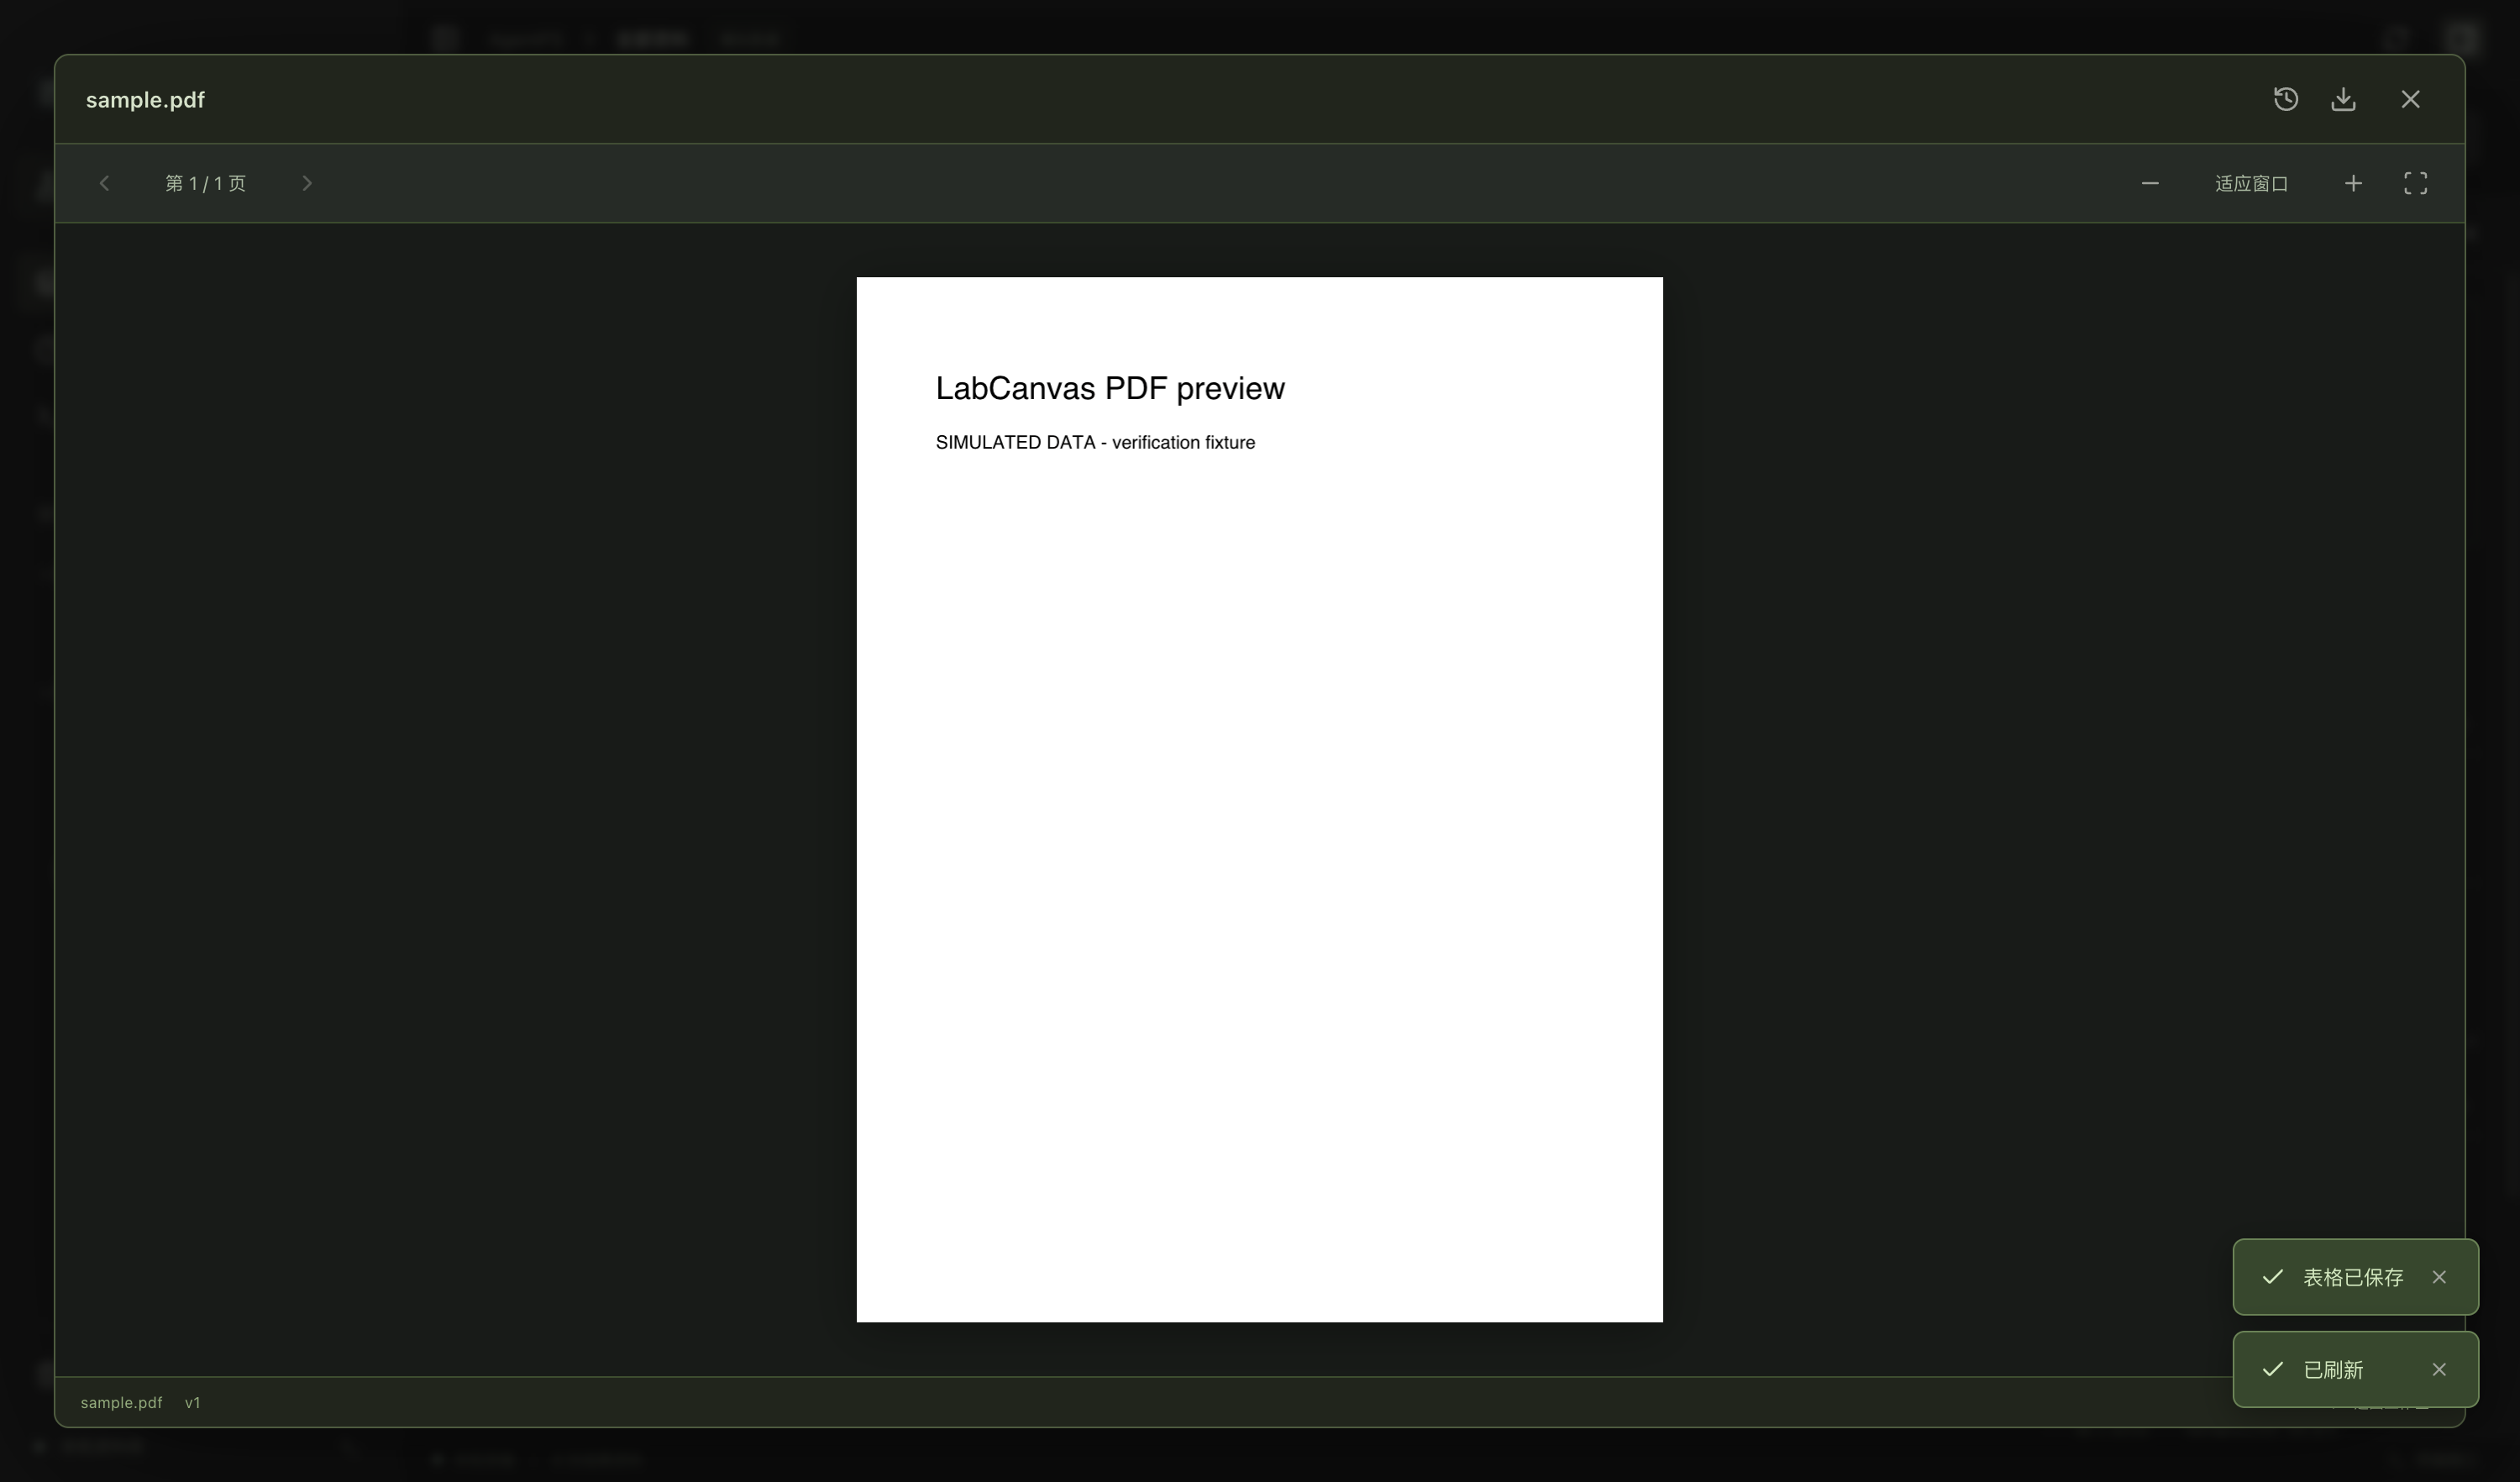 sample.pdf
第 1 / 1 页
适应窗口
LabCanvas PDF preview
SIMULATED DATA - verification fixture
表格已保存
已刷新
sample.pdf v1